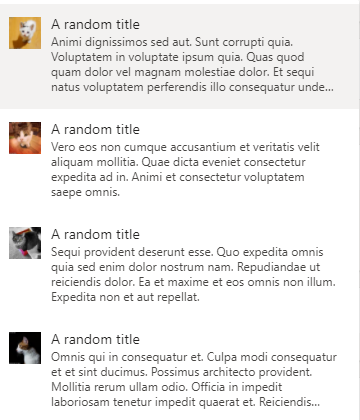 A random title
Animi dignissimos sed aut. Sunt corrupti quia.
Voluptatem in voluptate ipsum quia. Quas quod
quam dolor vel magnam molestiae dolor. Et sequi
natus voluptatem perferendis illo consequatur unde...
A random title
Vero eos non cumque accusantium et veritatis velit
aliquam mollitia. Quae dicta eveniet consectetur
expedita ad in. Animi et consectetur voluptatem
saepe omnis.
A random title
Sequi provident deserunt esse. Quo expedita omnis
quia sed enim dolor nostrum nam. Repudiandae ut
reiciendis dolor. Ea et maxime et eos omnis non illum.
Expedita non et aut repellat.
A random title
Omnis qui in consequatur et. Culpa modi consequatur
et et sint ducimus. Possimus architecto provident.
Mollitia rerum ullam odio. Officia in impedit
laboriosam tenetur impedit quaerat et. Reiciendis...